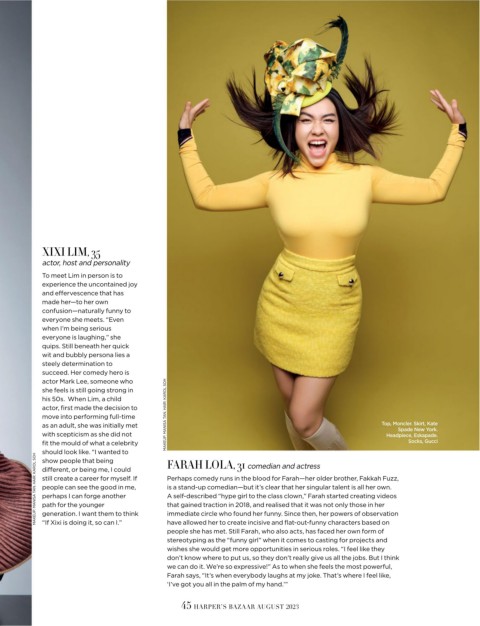 XIXI LIM, 35
actor, host and personality
To meet Lim in person is to
experience the uncontained joy
and effervescence that has
made her—to her own
confusion—naturally funny to
everyone she meets. “Even
when I’m being serious
everyone is laughing,” she
quips. Still beneath her quick
wit and bubbly persona lies a
steely determination to
succeed. Her comedy hero is
actor Mark Lee, someone who
she feels is still going strong in
his 50s.  When Lim, a child
actor, first made the decision to
move into performing full-time
as an adult, she was initially met
with scepticism as she did not
fit the mould of what a celebrity
should look like. “I wanted to
show people that being
different, or being me, I could
still create a career for myself. If
people can see the good in me,
perhaps I can forge another
path for the younger
generation. I want them to think
“If Xixi is doing it, so can I.”
Top, Moncler. Skirt, Kate
Spade New York.
Headpiece, Estapade.
Socks, Gucci
FARAH LOLA, 31 comedian and actress
Perhaps comedy runs in the blood for Farah—her older brother, Fakkah Fuzz,
is a stand-up comedian—but it’s clear that her singular talent is all her own.
A self-described “hype girl to the class clown,” Farah started creating videos
that gained traction in 2018, and realised that it was not only those in her
immediate circle who found her funny. Since then, her powers of observation
have allowed her to create incisive and flat-out-funny characters based on
people she has met. Still Farah, who also acts, has faced her own form of
stereotyping as the “funny girl” when it comes to casting for projects and
wishes she would get more opportunities in serious roles. “I feel like they
don’t know where to put us, so they don’t really give us all the jobs. But I think
we can do it. We’re so expressive!” As to when she feels the most powerful,
Farah says, “It’s when everybody laughs at my joke. That’s where I feel like,
‘I’ve got you all in the palm of my hand.’”
45 HARPER’S BAZAAR AUGUST 2023